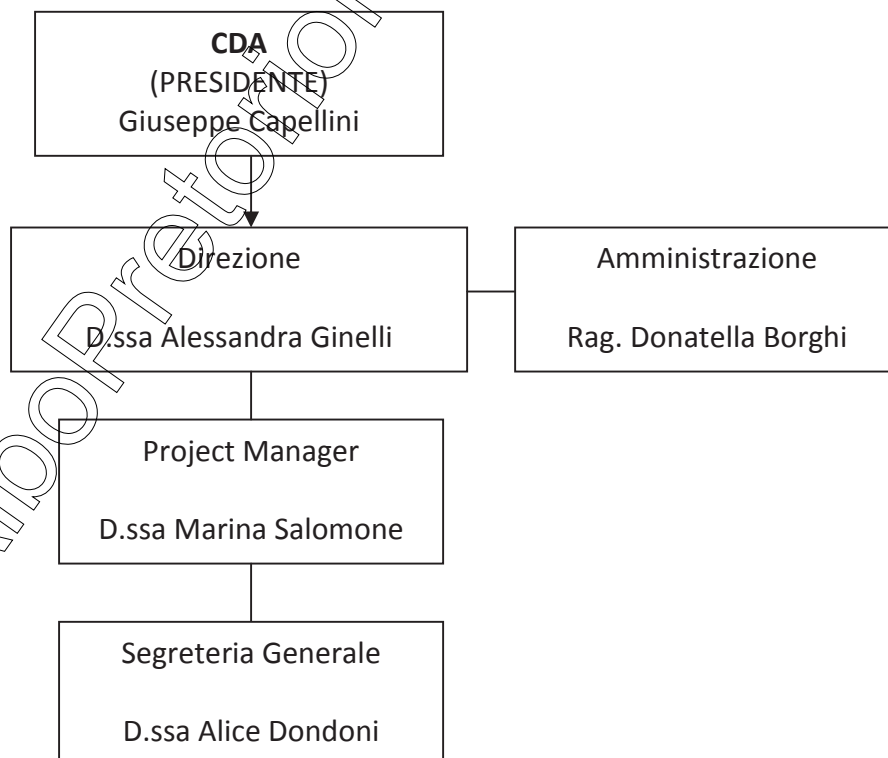 CDA
(PRESIDENTE)
Giuseppe Capellini
Direzione
D.ssa Alessandra Ginelli
Amministrazione
Rag. Donatella Borghi
Project Manager
D.ssa Marina Salomone
Segreteria Generale
D.ssa Alice Dondoni